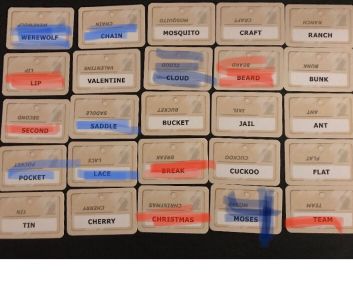 WEREWOLF CHAIN MOSQUITO CRAFT RANCH
LIP VALENTINE CLOUD BEARD BUNK
SECOND SADDLE BUCKET JAIL ANT
POCKET LACE BREAK CUCKOO FLAT
TIN CHERRY CHRISTMAS MOSES TEAM